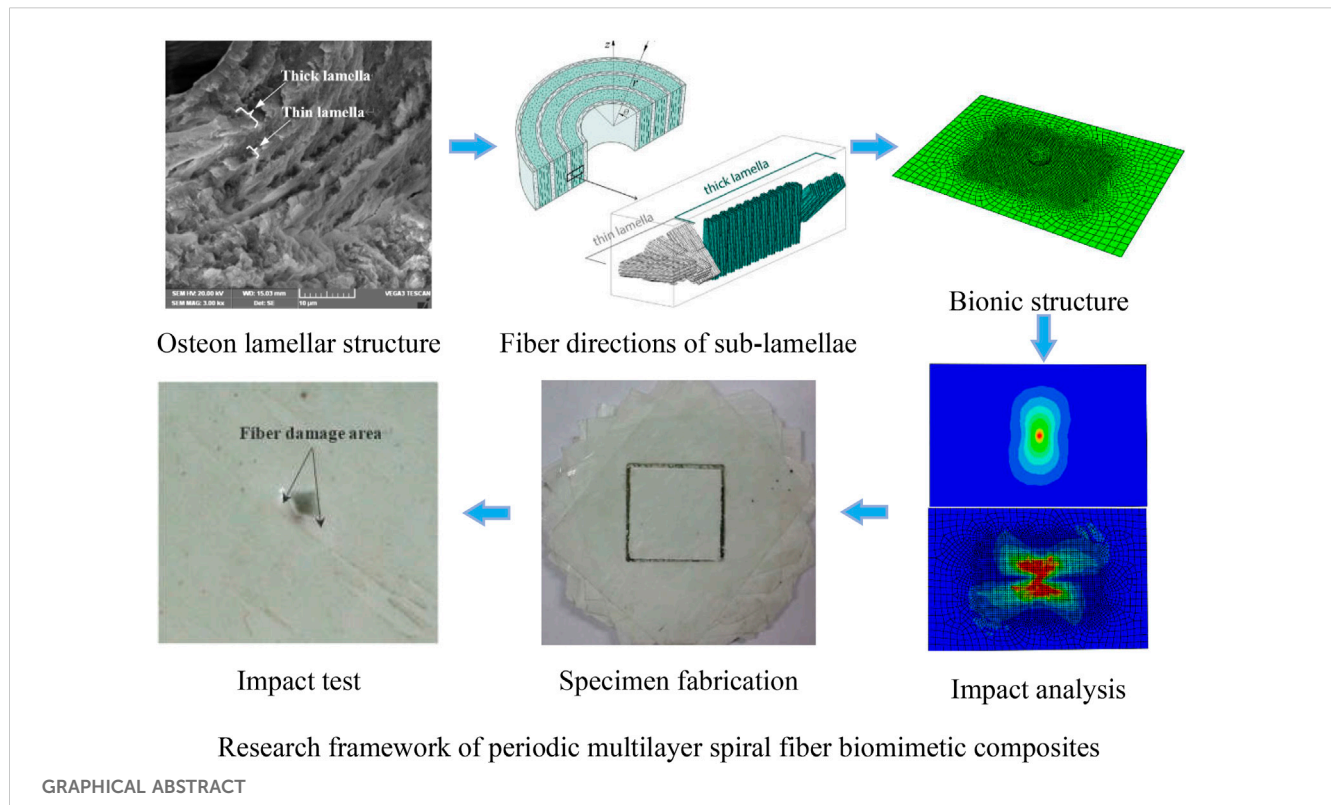 Thick lamella
Thin lamella
SEM HV: 20.00 kV WD: 15.03 mm VEGA3 TESCAN
SEM MAG: 3.00 kx Det: SE 10 µm
z
r
θ
thick lamella
thin lamella
Osteon lamellar structure
Fiber directions of sub-lamellae
Bionic structure
Fiber damage area
Impact test
Specimen fabrication
Impact analysis
Research framework of periodic multilayer spiral fiber biomimetic composites
GRAPHICAL ABSTRACT